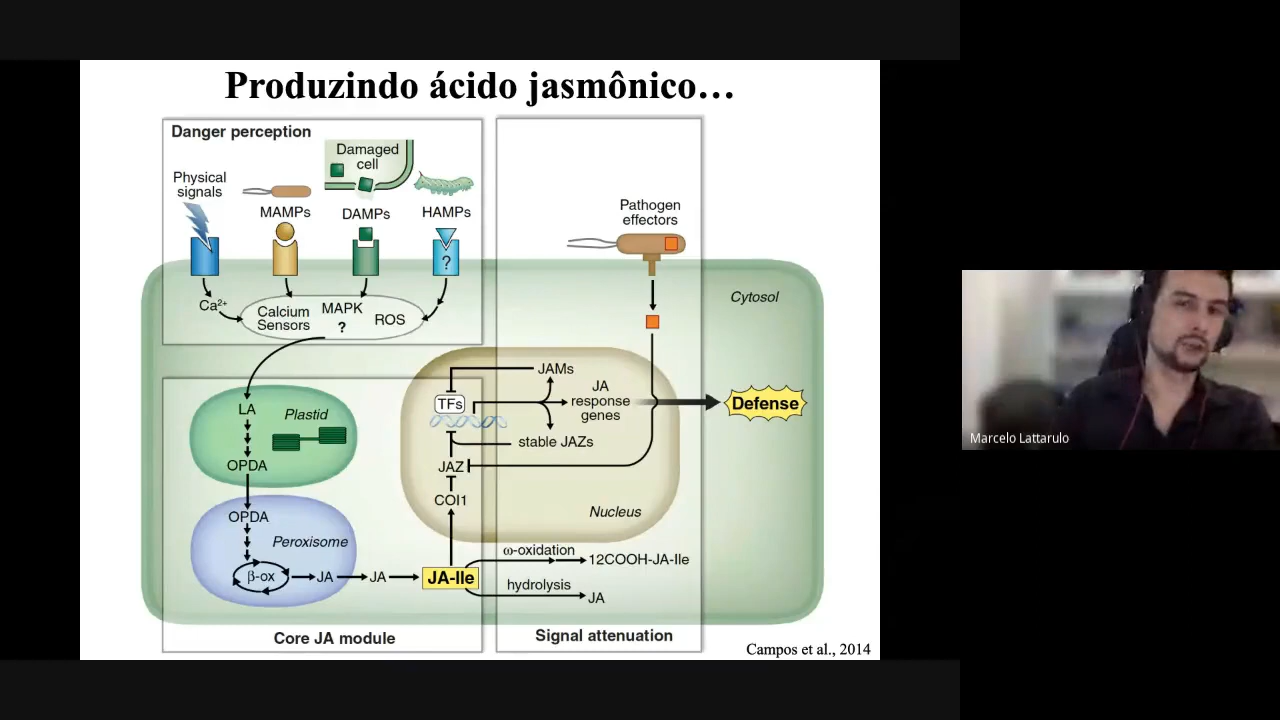 Produzindo ácido jasmônico…
Danger perception
Physical
signals
MAMPs
Damaged
cell
DAMPs
HAMPs
?
Ca²⁺
Calcium
Sensors
MAPK
?
ROS
Pathogen
effectors
Cytosol
LA
Plastid
OPDA
OPDA
Peroxisome
β-ox
JA
JA
JA-Ile
JAMs
TFs
JA
response
genes
stable JAZs
JAZ
COI1
Nucleus
Defense
ω-oxidation
12COOH-JA-Ile
hydrolysis
JA
Core JA module
Signal attenuation
Campos et al., 2014
Marcelo Lattarulo